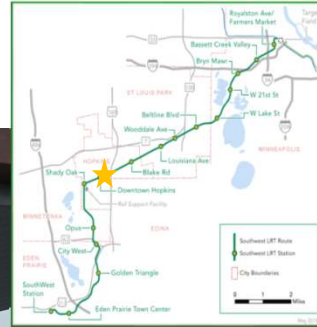 Royalston Ave/
Farmers Market
Target
Field
Bassett Creek Valley
Bryn Mawr
ST LOUIS PARK
W 21st St
Beltline Blvd
W Lake St
Wooddale Ave
MINNEAPOLIS
HOPKINS
Louisiana Ave
Shady Oak
Blake Rd
Downtown Hopkins
Rail Support Facility
MINNETONKA
EDINA
Opus
City West
EDEN
PRAIRIE
Golden Triangle
SouthWest
Station
Eden Prairie Town Center
Southwest LRT Route
Southwest LRT Station
City Boundaries
0 1 2
Miles